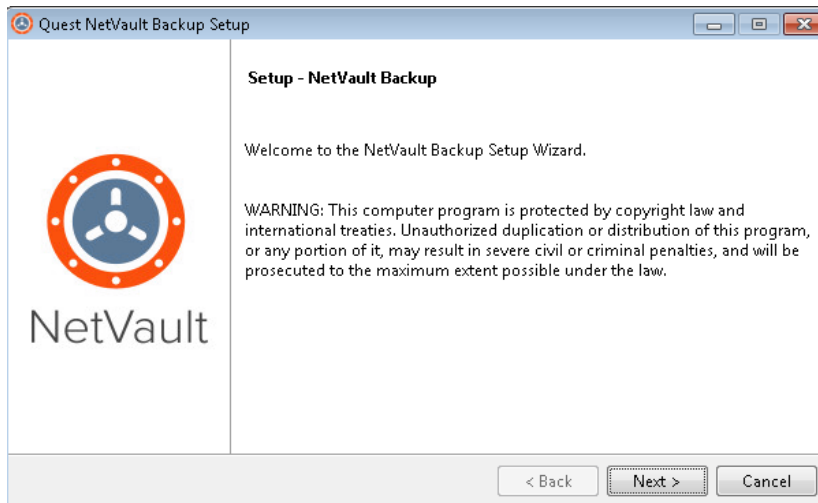 Quest NetVault Backup Setup
Setup - NetVault Backup
Welcome to the NetVault Backup Setup Wizard.
WARNING: This computer program is protected by copyright law and
international treaties. Unauthorized duplication or distribution of this program,
or any portion of it, may result in severe civil or criminal penalties, and will be
prosecuted to the maximum extent possible under the law.
NetVault
< Back
Next >
Cancel